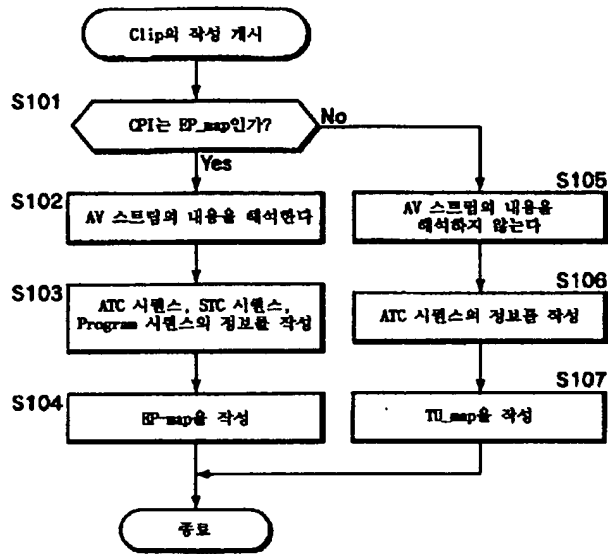 Clip의 작성 개시
S101
CPI는 EP_map인가?
No
Yes
S102
AV 스트림의 내용을 해석한다
S103
ATC 시퀀스, STC 시퀀스,
Program 시퀀스의 정보를 작성
S104
EP-map을 작성
S105
AV 스트림의 내용을
해석하지 않는다
S106
ATC 시퀀스의 정보를 작성
S107
TU_map을 작성
종료